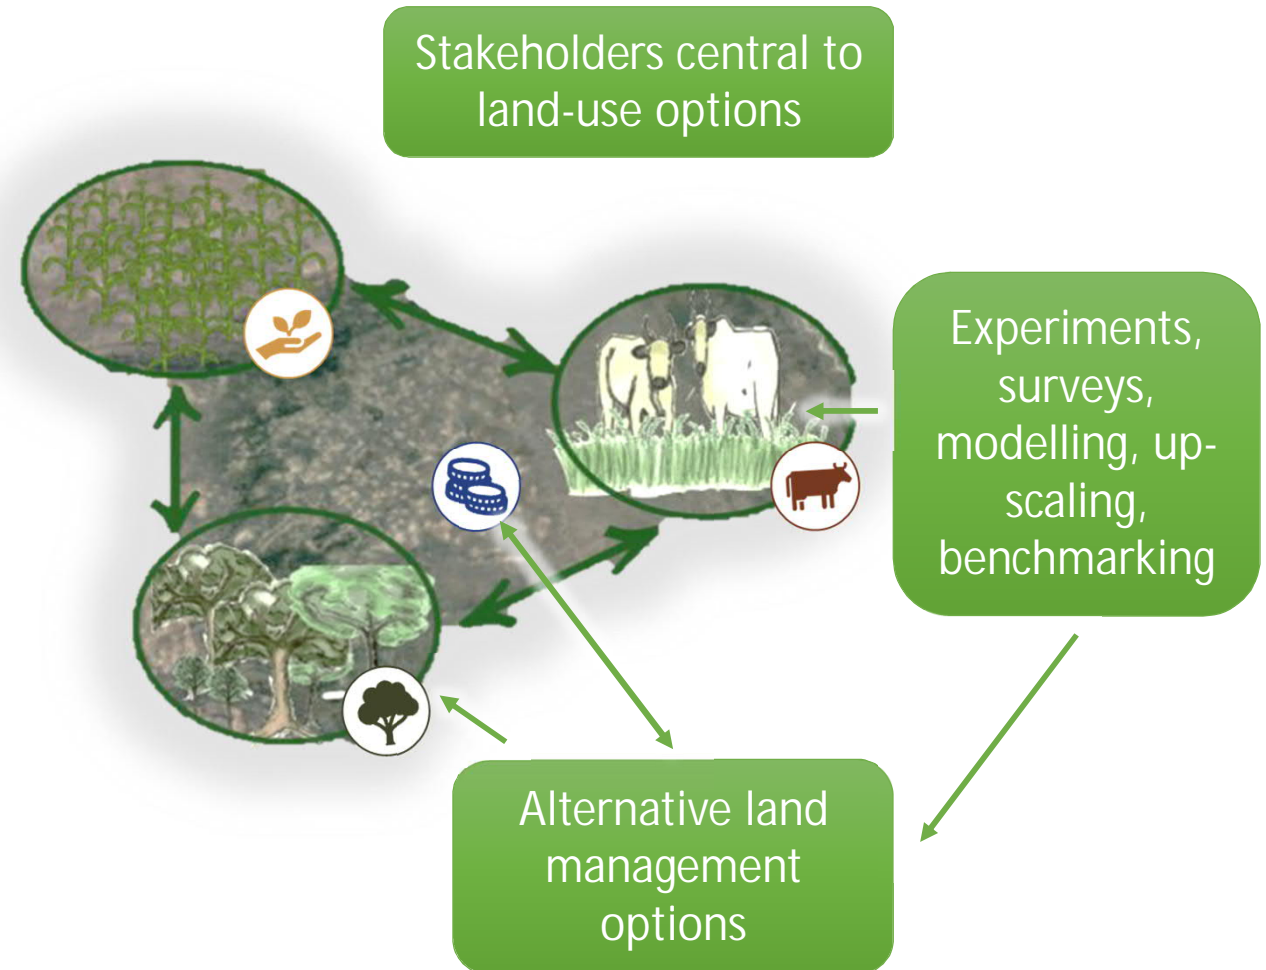 Stakeholders central to
land-use options
Experiments,
surveys,
modelling, up-
scaling,
benchmarking
Alternative land
management
options